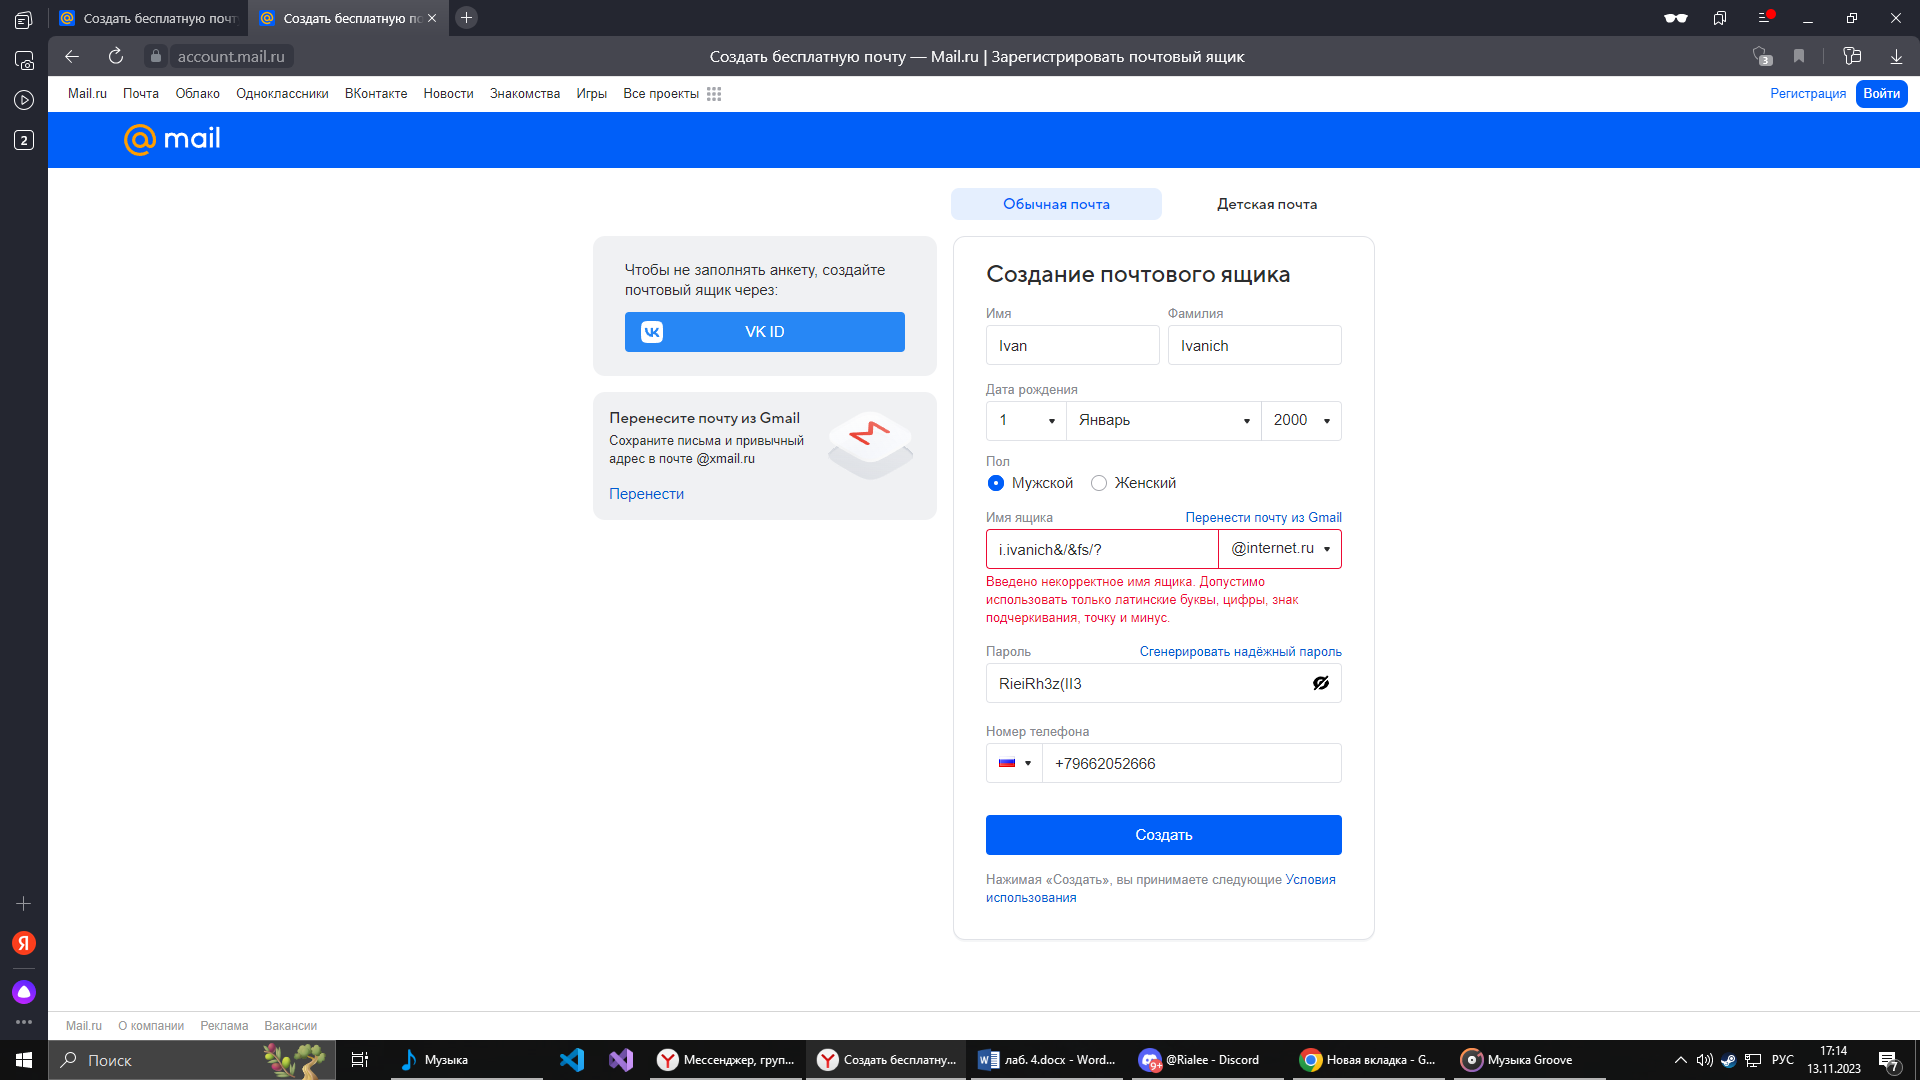 Создать бесплатную почт
Создать бесплатную по
account.mail.ru
Создать бесплатную почту — Mail.ru | Зарегистрировать почтовый ящик
3
2
Mail.ru Почта Облако Одноклассники ВКонтакте Новости Знакомства Игры Все проекты
Регистрация Войти
@mail
Обычная почта Детская почта
Чтобы не заполнять анкету, создайте
почтовый ящик через:
VK ID
Перенесите почту из Gmail
Сохраните письма и привычный
адрес в почте @xmail.ru
Перенести
Создание почтового ящика
Имя Фамилия
Ivan Ivanich
Дата рождения
1 Январь 2000
Пол
Мужской Женский
Имя ящика Перенести почту из Gmail
i.ivanich&/&fs/? @internet.ru
Введено некорректное имя ящика. Допустимо
использовать только латинские буквы, цифры, знак
подчеркивания, точку и минус.
Пароль Сгенерировать надёжный пароль
RieiRh3z(II3
Номер телефона
+79662052666
Создать
Нажимая «Создать», вы принимаете следующие Условия
использования
Я
Mail.ru О компании Реклама Вакансии
Поиск
Музыка
Мессенджер, груп...
Создать бесплатну...
лаб. 4.docx - Word...
9+
@Rialee - Discord
Новая вкладка - G...
Музыка Groove
РУС
17:14
13.11.2023
7